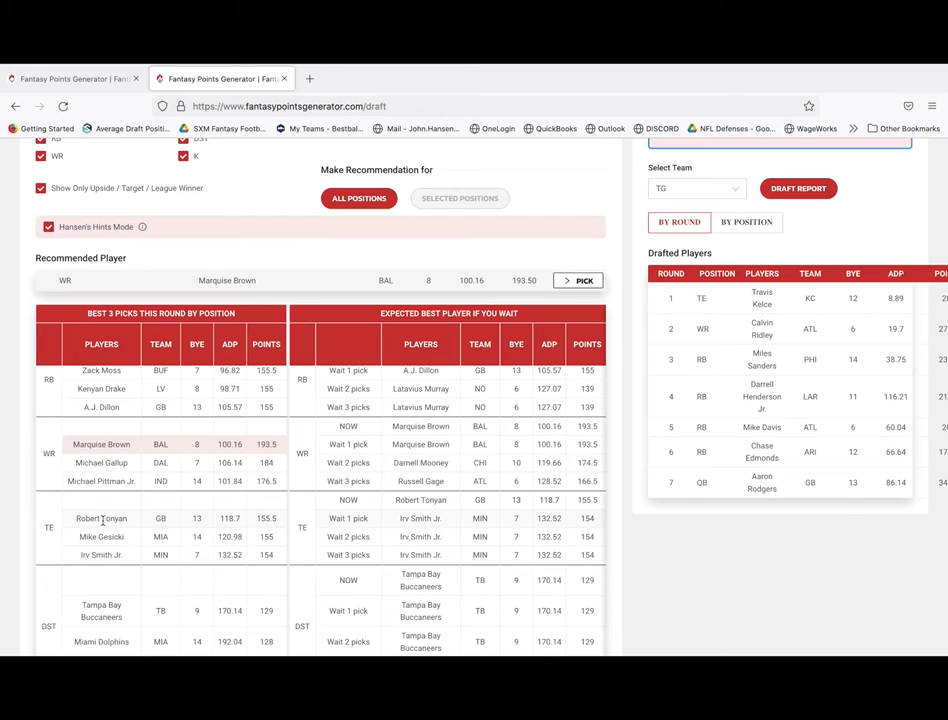 Fantasy Points Generator | Fanta
Fantasy Points Generator | Fanta
https://www.fantasypointsgenerator.com/draft
Getting Started Average Draft Positi... SXM Fantasy Footb... My Teams - Bestbal... Mail - John.Hansen... OneLogin QuickBooks Outlook DISCORD NFL Defenses - Goo... WageWorks Other Bookmarks
RB DST
WR K
Show Only Upside / Target / League Winner
Make Recommendation for
ALL POSITIONS SELECTED POSITIONS
Hansen's Hints Mode
Recommended Player
WR Marquise Brown BAL 8 100.16 193.50 > PICK
BEST 3 PICKS THIS ROUND BY POSITION
PLAYERS TEAM BYE ADP POINTS
RB
Zack Moss BUF 7 96.82 155.5
Kenyan Drake LV 8 98.71 155
A.J. Dillon GB 13 105.57 155
WR
Marquise Brown BAL 8 100.16 193.5
Michael Gallup DAL 7 106.14 184
Michael Pittman Jr. IND 14 101.84 176.5
TE
Robert Tonyan GB 13 118.7 155.5
Mike Gesicki MIA 14 120.98 155
Irv Smith Jr. MIN 7 132.52 154
DST
Tampa Bay
Buccaneers TB 9 170.14 129
Miami Dolphins MIA 14 192.04 128
EXPECTED BEST PLAYER IF YOU WAIT
PLAYERS TEAM BYE ADP POINTS
RB
Wait 1 pick A.J. Dillon GB 13 105.57 155
Wait 2 picks Latavius Murray NO 6 127.07 139
Wait 3 picks Latavius Murray NO 6 127.07 139
WR
NOW Marquise Brown BAL 8 100.16 193.5
Wait 1 pick Marquise Brown BAL 8 100.16 193.5
Wait 2 picks Darnell Mooney CHI 10 119.66 174.5
Wait 3 picks Russell Gage ATL 6 128.52 166.5
TE
NOW Robert Tonyan GB 13 118.7 155.5
Wait 1 pick Irv Smith Jr. MIN 7 132.52 154
Wait 2 picks Irv Smith Jr. MIN 7 132.52 154
Wait 3 picks Irv Smith Jr. MIN 7 132.52 154
DST
NOW Tampa Bay
Buccaneers TB 9 170.14 129
Wait 1 pick Tampa Bay
Buccaneers TB 9 170.14 129
Wait 2 picks Tampa Bay
Buccaneers TB 9 170.14 129
Select Team
TG
DRAFT REPORT
BY ROUND BY POSITION
Drafted Players
ROUND POSITION PLAYERS TEAM BYE ADP POI
1 TE Travis
Kelce KC 12 8.89
2 WR Calvin
Ridley ATL 6 19.7
3 RB Miles
Sanders PHI 14 38.75
4 RB Darrell
Henderson
Jr. LAR 11 116.21
5 RB Mike Davis ATL 6 60.04
6 RB Chase
Edmonds ARI 12 66.64
7 QB Aaron
Rodgers GB 13 86.14